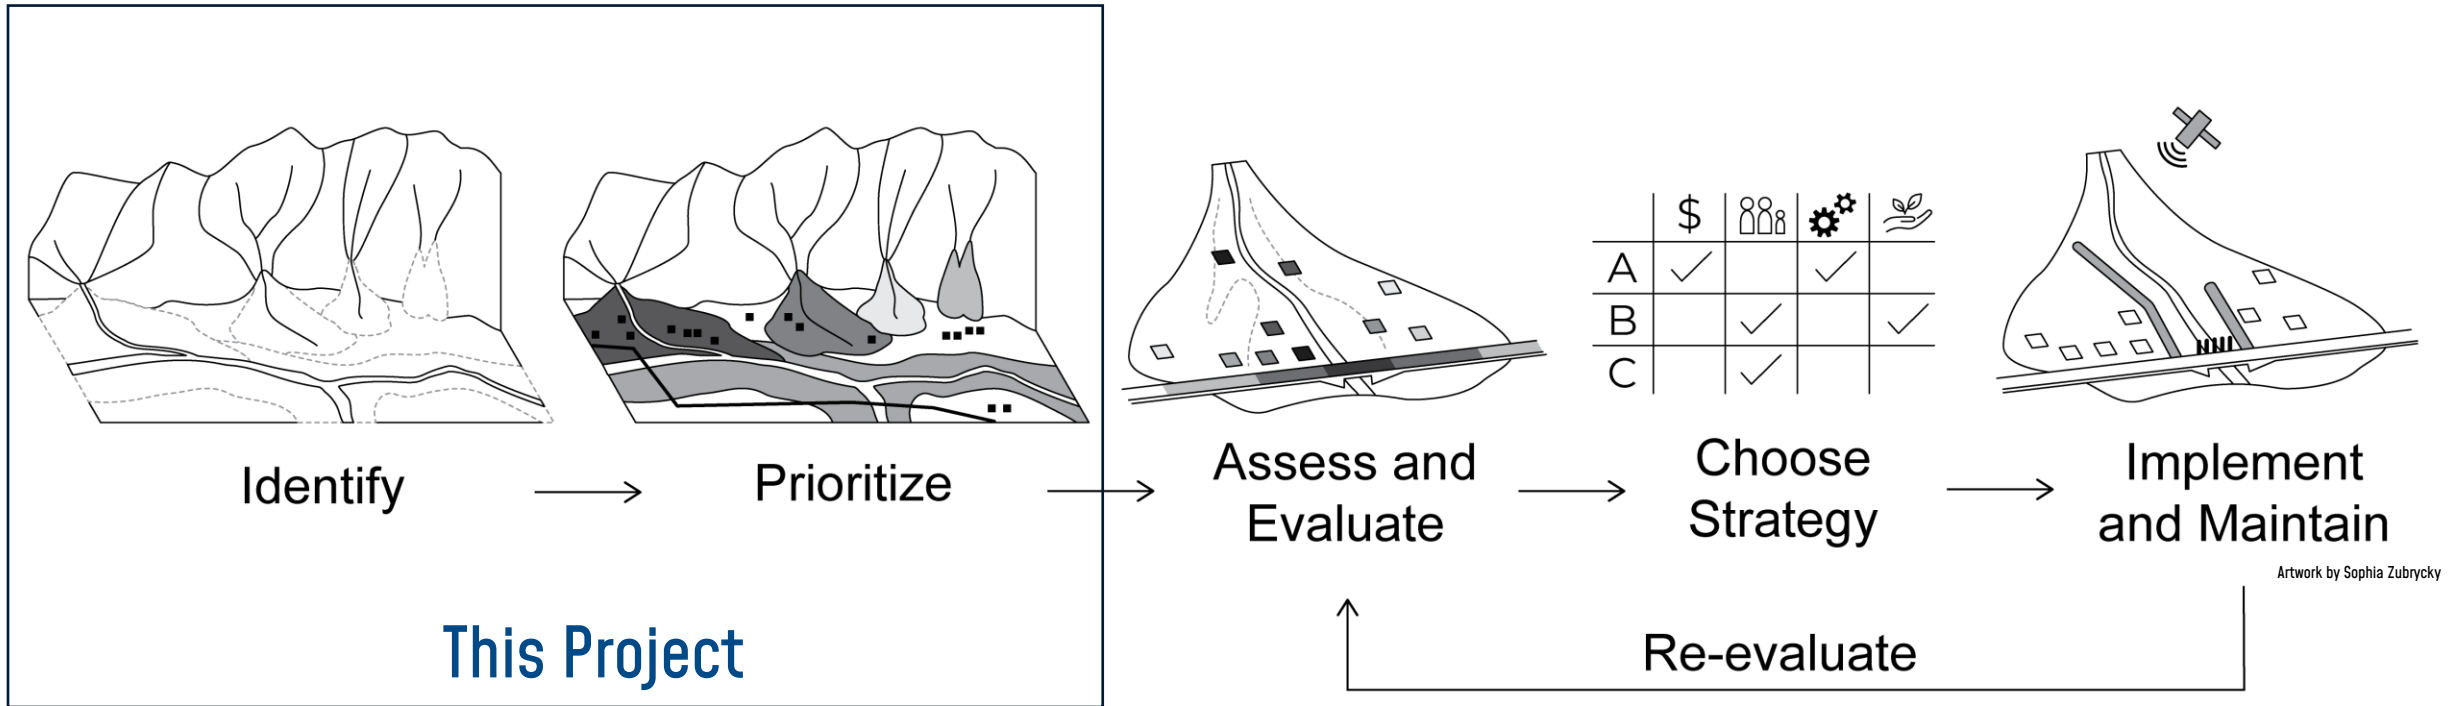 $
A
B
C
Identify
Prioritize
Assess and
Evaluate
Choose
Strategy
Implement
and Maintain
Artwork by Sophia Zubrycky
This Project
Re-evaluate